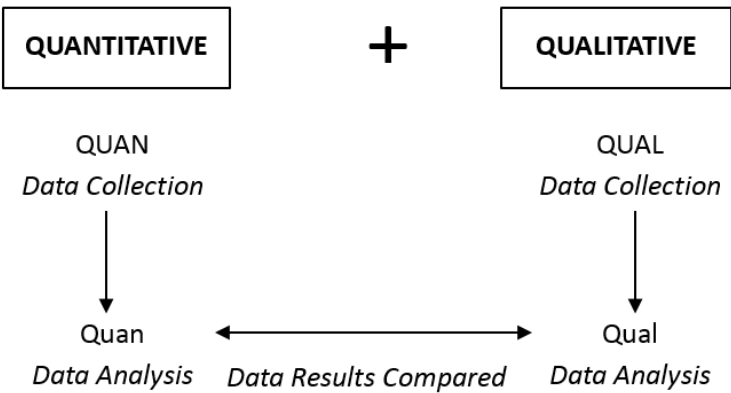 QUANTITATIVE + QUALITATIVE
QUAN
Data Collection
QUAL
Data Collection
Quan
Data Analysis
Data Results Compared
Qual
Data Analysis